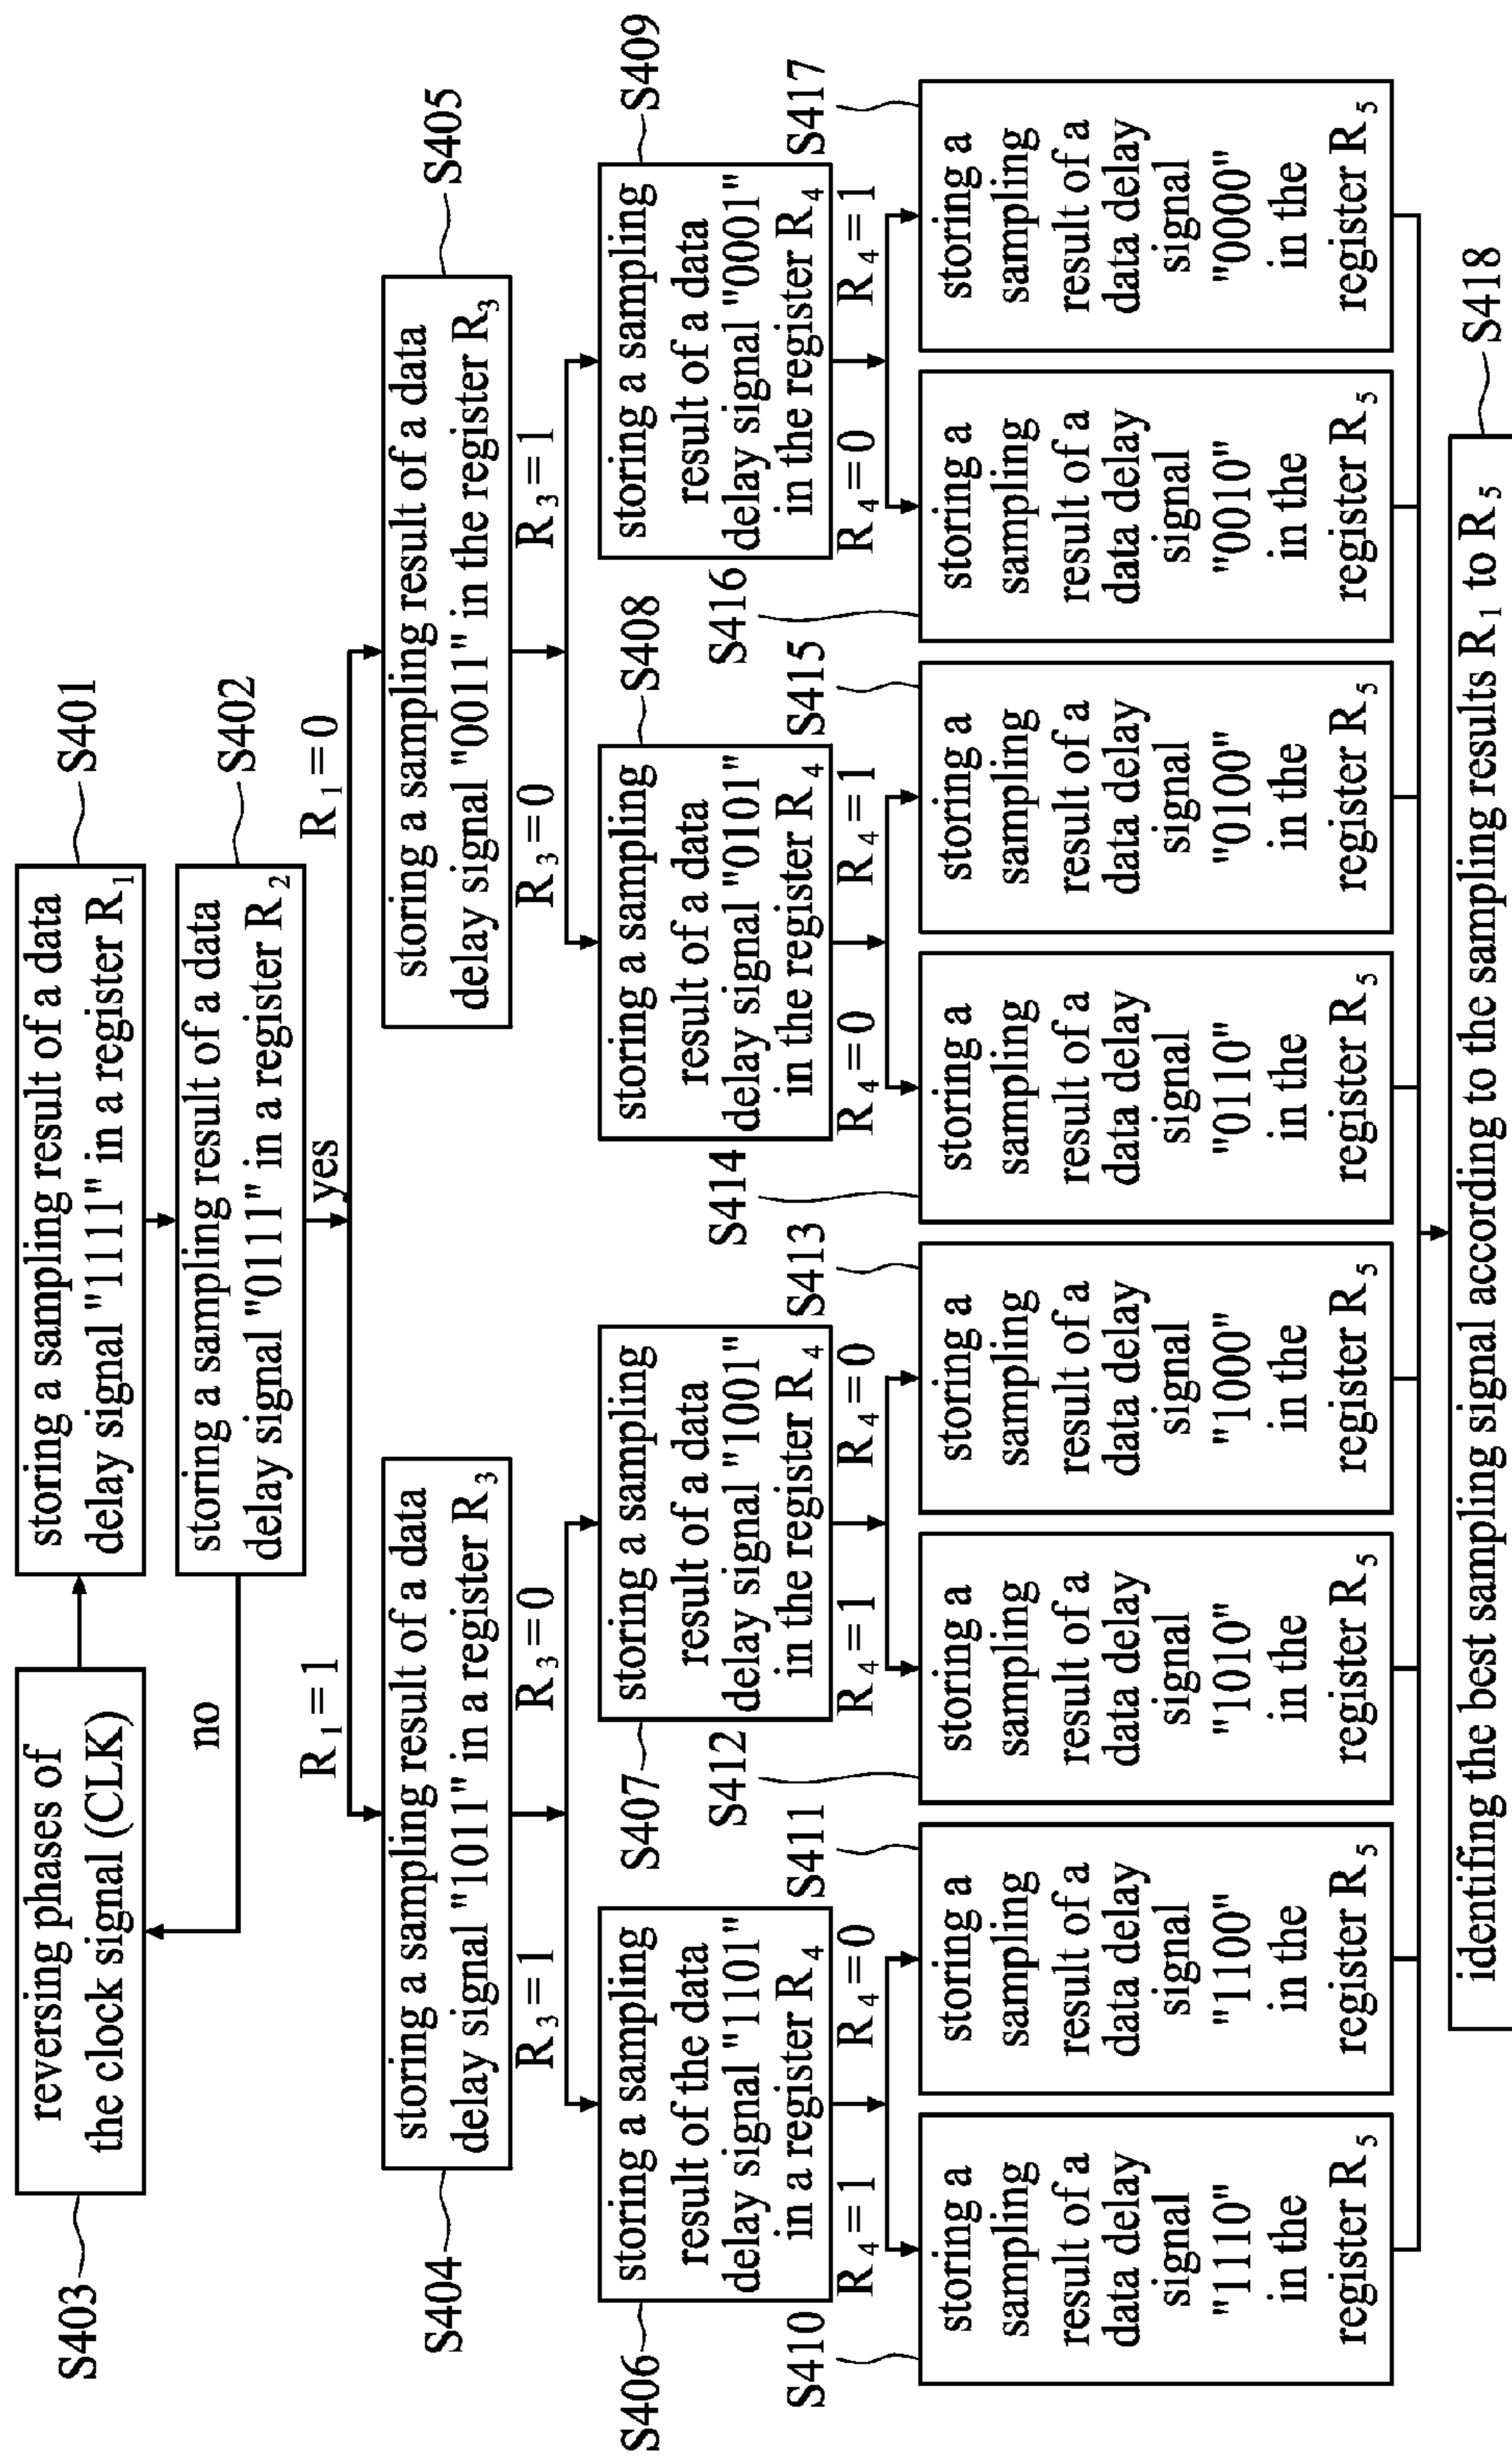 S403
reversing phases of
the clock signal (CLK)
storing a sampling result of a data
delay signal "1111" in a register R1
S401
no
storing a sampling result of a data
delay signal "0111" in a register R2
S402
yes
R1=1
R1=0
S404
storing a sampling result of a data
delay signal "1011" in a register R3
storing a sampling result of a data
delay signal "0011" in the register R3
S405
R3=1
R3=0
R3=0
R3=1
S406
storing a sampling
result of the data
delay signal "1101"
in a register R4
S407
storing a sampling
result of a data
delay signal "1001"
in the register R4
storing a sampling
result of a data
delay signal "0101"
in the register R4
S408
storing a sampling
result of a data
delay signal "0001"
in the register R4
S409
R4=1
R4=0
R4=1
R4=0
R4=0
R4=1
R4=0
R4=1
S410
storing a
sampling
result of a
data delay
signal
"1110"
in the
register R5
S411
storing a
sampling
result of a
data delay
signal
"1100"
in the
register R5
S412
storing a
sampling
result of a
data delay
signal
"1010"
in the
register R5
S413
storing a
sampling
result of a
data delay
signal
"1000"
in the
register R5
S414
storing a
sampling
result of a
data delay
signal
"0110"
in the
register R5
S415
storing a
sampling
result of a
data delay
signal
"0100"
in the
register R5
S416
storing a
sampling
result of a
data delay
signal
"0010"
in the
register R5
S417
storing a
sampling
result of a
data delay
signal
"0000"
in the
register R5
identifing the best sampling signal according to the sampling results R1 to R5
S418